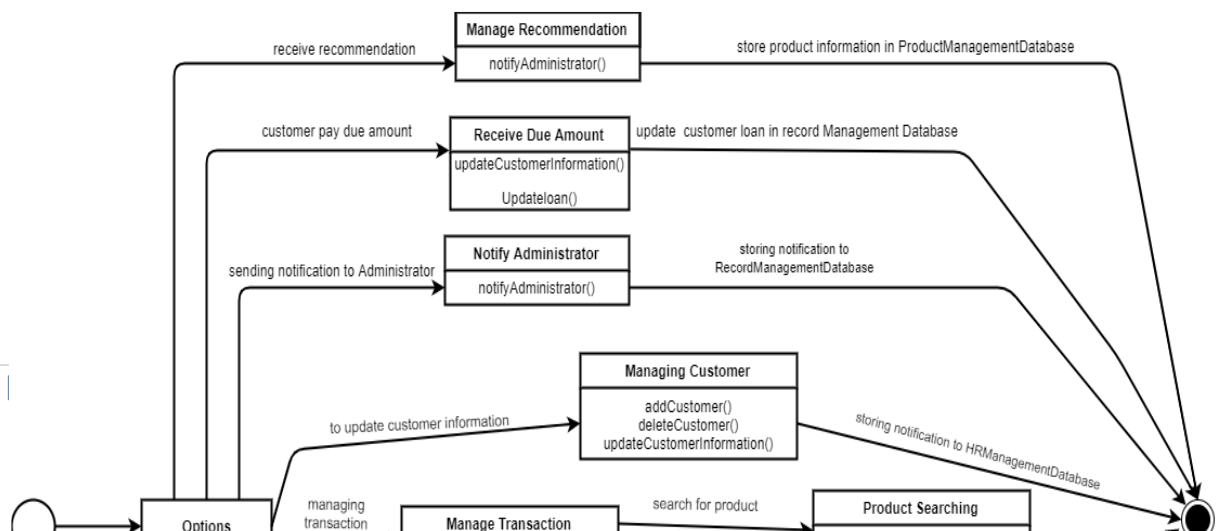 Manage Recommendation
receive recommendation
notifyAdministrator()
store product information in ProductManagementDatabase
customer pay due amount
Receive Due Amount
update customer loan in record Management Database
updateCustomerInformation()
Updateloan()
Notify Administrator
storing notification to
RecordManagementDatabase
sending notification to Administrator
notifyAdministrator()
Managing Customer
addCustomer()
deleteCustomer()
updateCustomerInformation()
to update customer information
storing notification to HRManagementDatabase
managing
transaction
search for product
Product Searching
Options
Manage Transaction